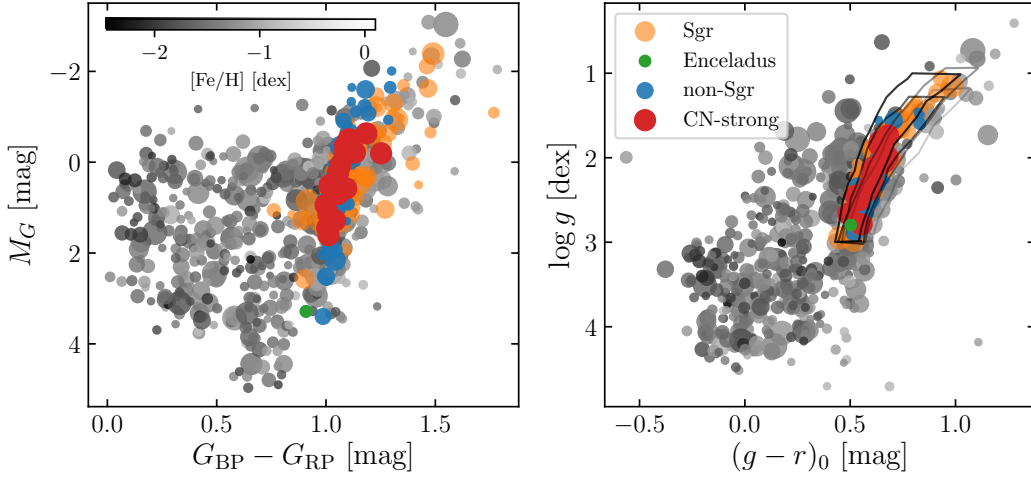 −2 −1 0
[Fe/H] [dex]
−2
0
2
4
M_G [mag]
0.0 0.5 1.0 1.5
G_BP − G_RP [mag]
Sgr
Enceladus
non-Sgr
CN-strong
1
2
3
4
log g [dex]
−0.5 0.0 0.5 1.0
(g − r)_0 [mag]